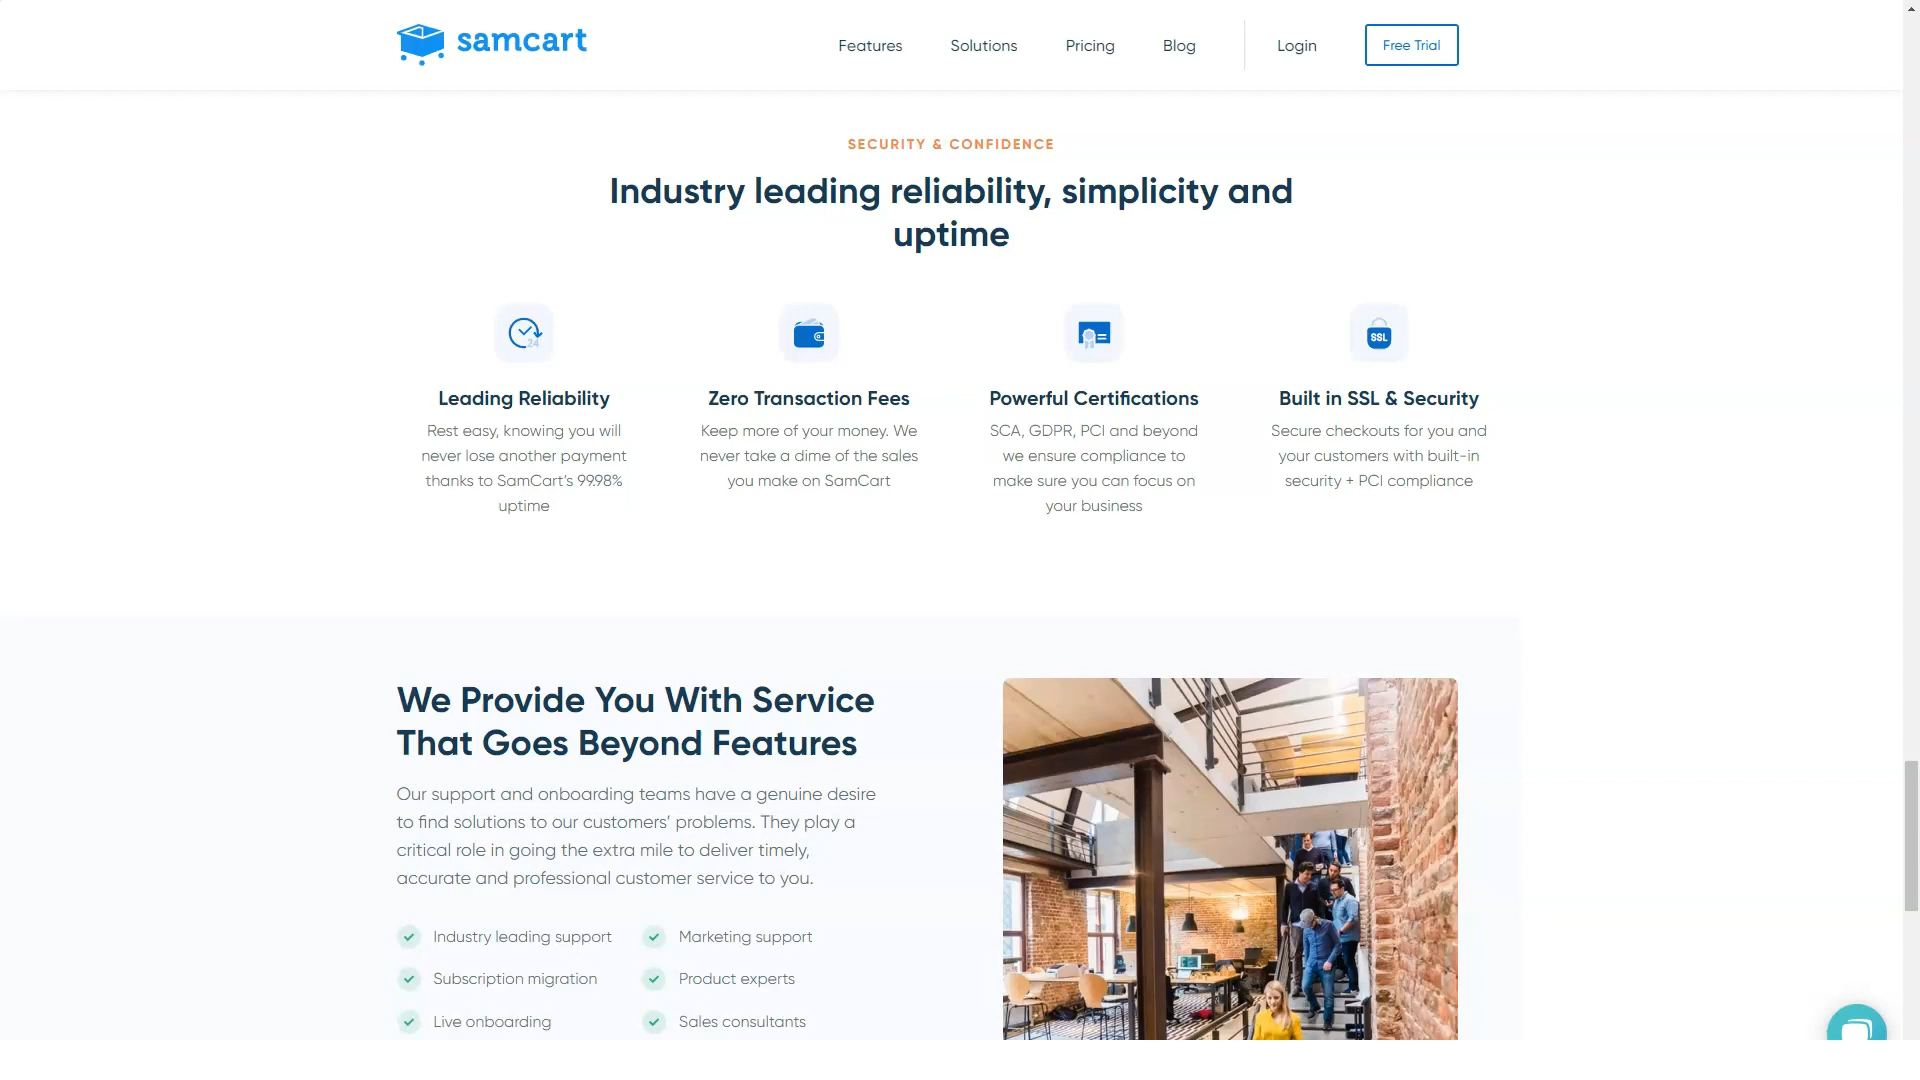 samcart
Features
Solutions
Pricing
Blog
Login
Free Trial
SECURITY & CONFIDENCE
Industry leading reliability, simplicity and
uptime
24
SSL
Leading Reliability
Rest easy, knowing you will
never lose another payment
thanks to SamCart's 99.98%
uptime
Zero Transaction Fees
Keep more of your money. We
never take a dime of the sales
you make on SamCart
Powerful Certifications
SCA, GDPR, PCI and beyond
we ensure compliance to
make sure you can focus on
your business
Built in SSL & Security
Secure checkouts for you and
your customers with built-in
security + PCI compliance
We Provide You With Service
That Goes Beyond Features
Our support and onboarding teams have a genuine desire
to find solutions to our customers' problems. They play a
critical role in going the extra mile to deliver timely,
accurate and professional customer service to you.
Industry leading support
Marketing support
Subscription migration
Product experts
Live onboarding
Sales consultants